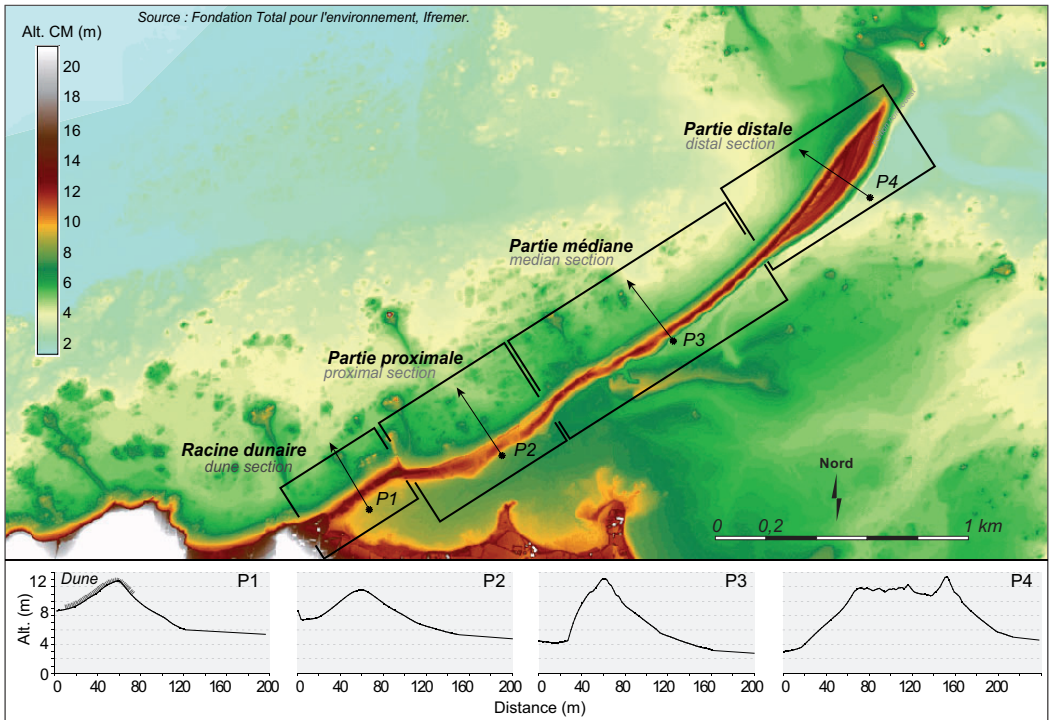 Source : Fondation Total pour l'environnement, Ifremer.
Alt. CM (m)
20
18
16
14
12
10
8
6
4
2
Partie distale
distal section
P4
Partie médiane
median section
P3
Partie proximale
proximal section
P2
Racine dunaire
dune section
P1
Nord
0 0,2 1 km
Dune
P1
P2
P3
P4
Alt. (m)
12
8
4
0
0 40 80 120 160 200
0 40 80 120 160 200
0 40 80 120 160 200
0 40 80 120 160 200
Distance (m)